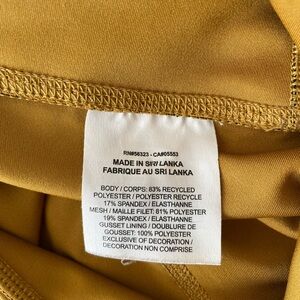 RN#56323 - CA#05553
MADE IN SRI LANKA
FABRIQUE AU SRI LANKA
BODY / CORPS: 83% RECYCLED
POLYESTER / POLYESTER RECYCLE
17% SPANDEX / ELASTHANNE
MESH / MAILLE FILET: 81% POLYESTER
19% SPANDEX / ELASTHANNE
GUSSET LINING / DOUBLURE DE
GOUSSET: 100% POLYESTER
EXCLUSIVE OF DECORATION /
DECORATION NON COMPRISE